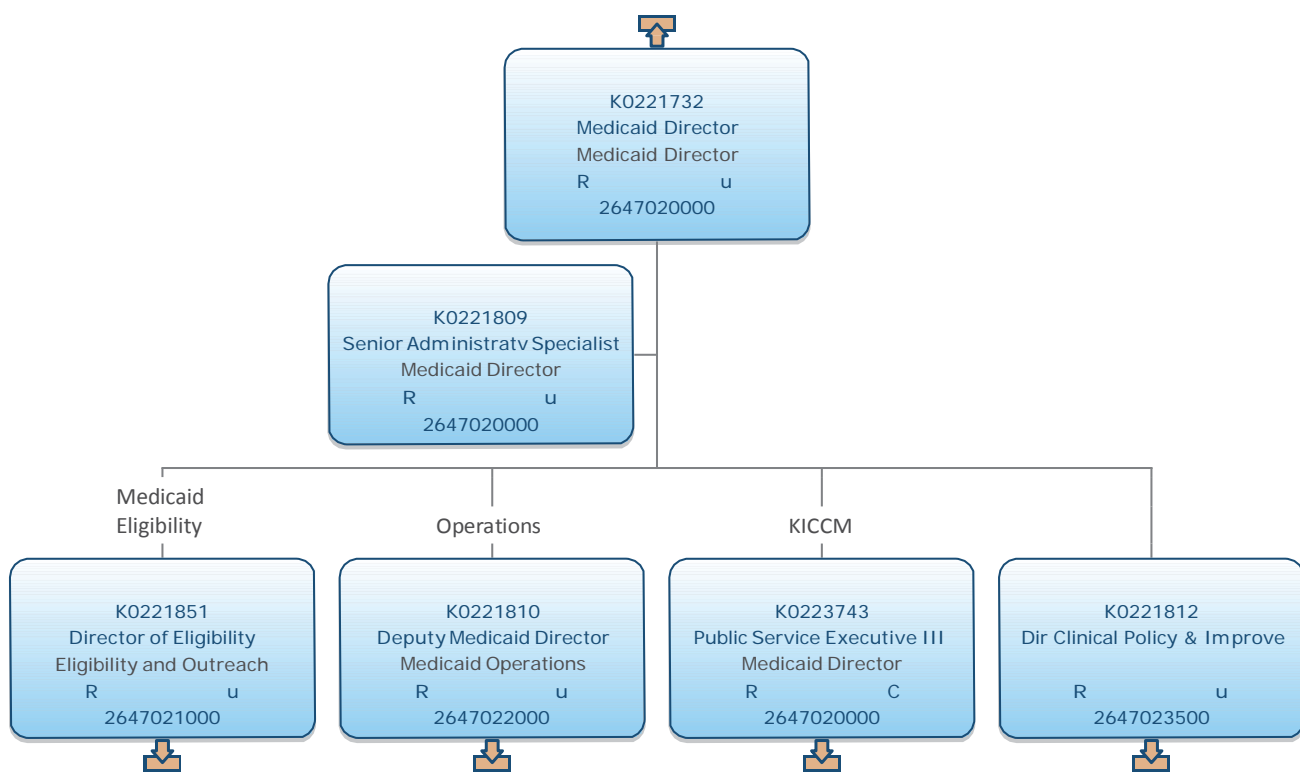 K0221732
Medicaid Director
Medicaid Director
R u
2647020000
K0221809
Senior Administratv Specialist
Medicaid Director
R u
2647020000
Medicaid
Eligibility
Operations
KICCM
K0221851
Director of Eligibility
Eligibility and Outreach
R u
2647021000
K0221810
Deputy Medicaid Director
Medicaid Operations
R u
2647022000
K0223743
Public Service Executive III
Medicaid Director
R C
2647020000
K0221812
Dir Clinical Policy & Improve
R u
2647023500